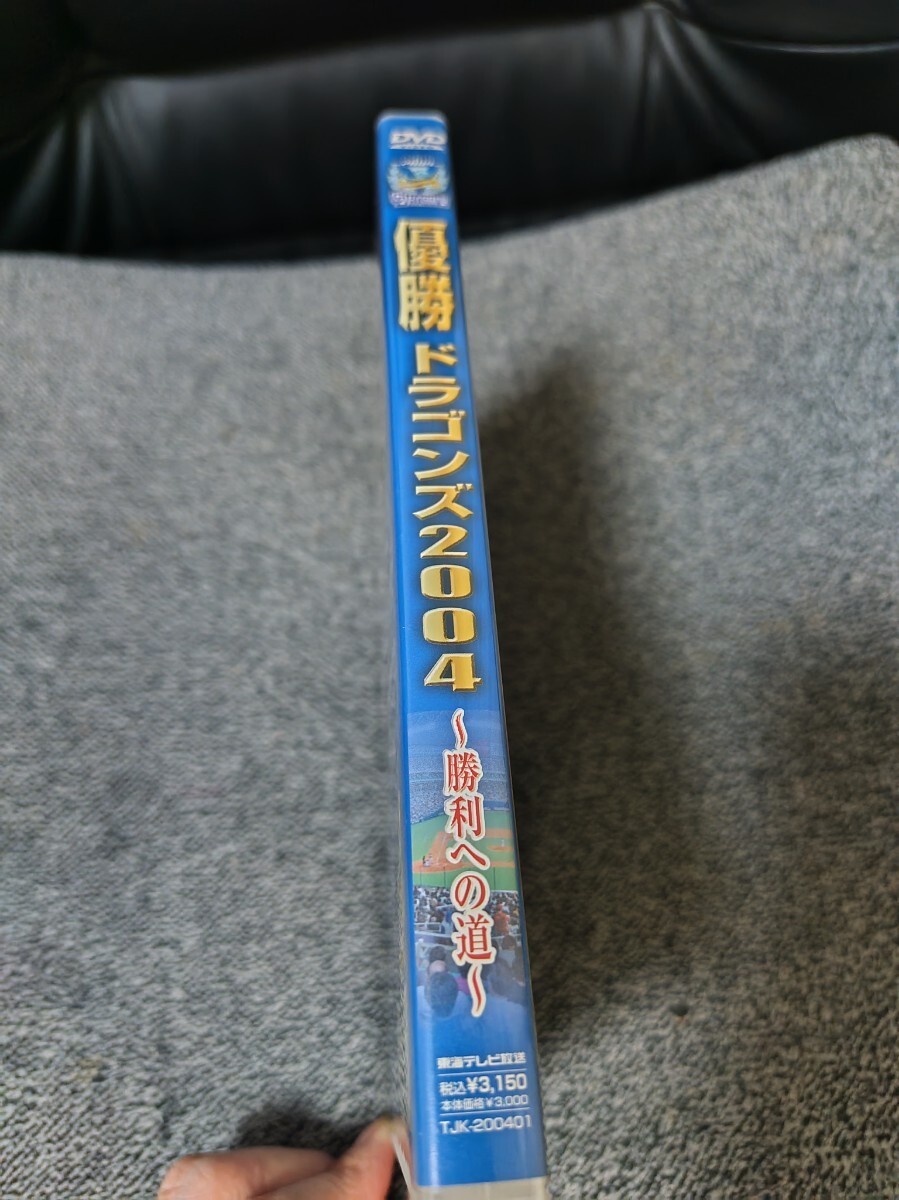 DVD
VIDEO
優勝
ドラゴンズ2004
～勝利への道～
東海テレビ放送
税込¥3,150
本体価格¥3,000
TJK-200401